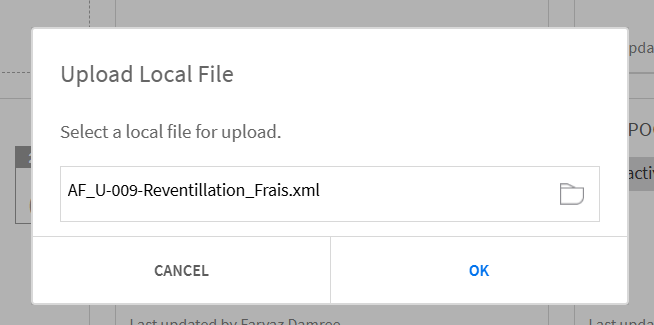 Upload Local File
Select a local file for upload.
AF_U-009-Reventillation_Frais.xml
CANCEL
OK